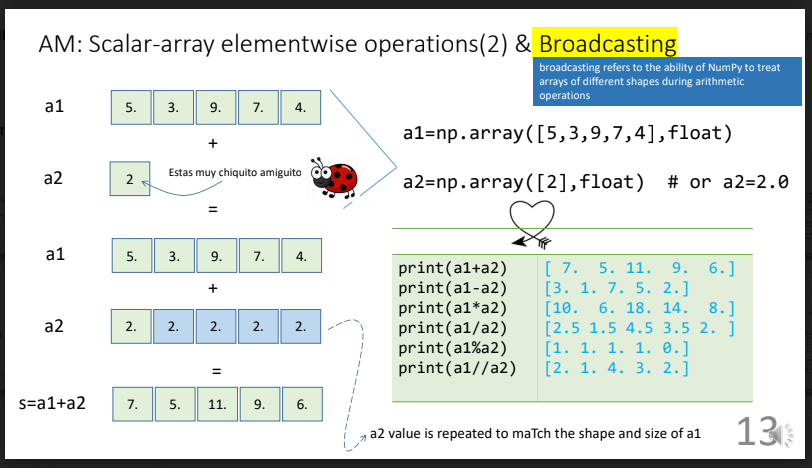 AM: Scalar-array elementwise operations(2) & Broadcasting
broadcasting refers to the ability of NumPy to treat
arrays of different shapes during arithmetic
operations
a1 5. 3. 9. 7. 4.
+
a2 2 Estas muy chiquito amiguito
=
a1 5. 3. 9. 7. 4.
+
a2 2. 2. 2. 2. 2.
=
s=a1+a2 7. 5. 11. 9. 6.
a1=np.array([5,3,9,7,4],float)
a2=np.array([2],float) # or a2=2.0
print(a1+a2) [ 7. 5. 11. 9. 6.]
print(a1-a2) [3. 1. 7. 5. 2.]
print(a1*a2) [10. 6. 18. 14. 8.]
print(a1/a2) [2.5 1.5 4.5 3.5 2. ]
print(a1%a2) [1. 1. 1. 1. 0.]
print(a1//a2) [2. 1. 4. 3. 2.]
a2 value is repeated to maTch the shape and size of a1
13